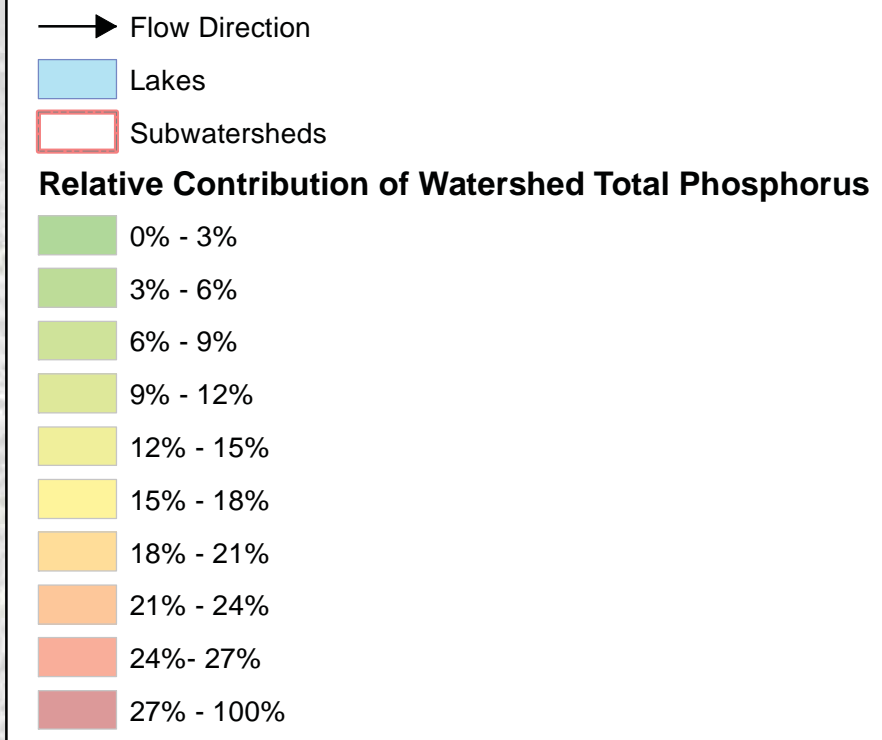 Flow Direction
Lakes
Subwatersheds
Relative Contribution of Watershed Total Phosphorus
0% - 3%
3% - 6%
6% - 9%
9% - 12%
12% - 15%
15% - 18%
18% - 21%
21% - 24%
24%- 27%
27% - 100%